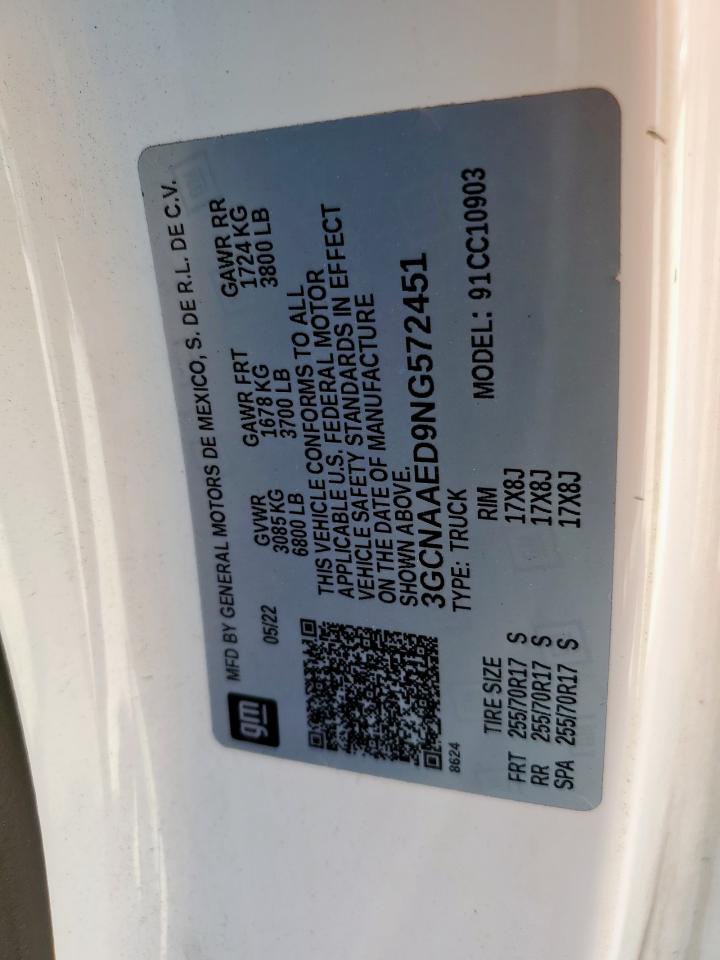 gm
MFD BY GENERAL MOTORS DE MEXICO, S. DE R.L. DE C.V.
05/22
GVWR GAWR FRT GAWR RR
3085KG 1678 KG 1724 KG
6800 LB 3700 LB 3800 LB
THIS VEHICLE CONFORMS TO ALL
APPLICABLE U.S. FEDERAL MOTOR
VEHICLE SAFETY STANDARDS IN EFFECT
ON THE DATE OF MANUFACTURE
SHOWN ABOVE.
3GCNAAED9NG572451
8624
TYPE: TRUCK MODEL: 91CC10903
TIRE SIZE RIM
FRT 255/70R17 S 17X8J
RR 255/70R17 S 17X8J
SPA 255/70R17 S 17X8J